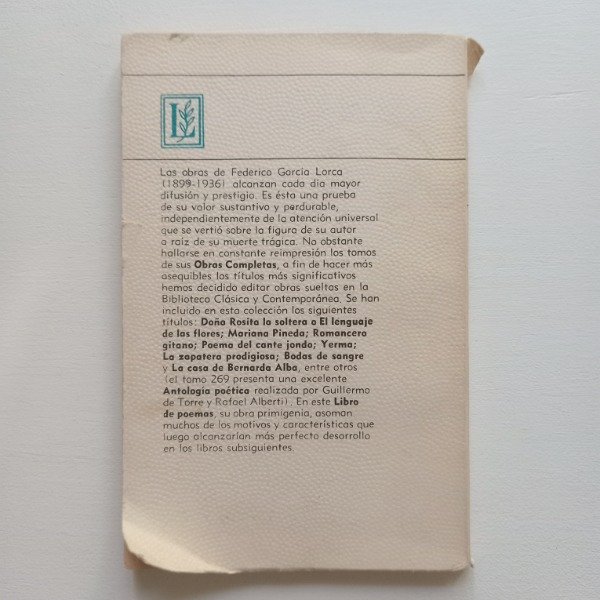 L
Las obras de Federico García Lorca
(1899-1936) alcanzan cada día mayor
difusión y prestigio. Es ésta una prueba
de su valor sustantivo y perdurable,
independientemente de la atención universal
que se vertió sobre la figura de su autor
a raíz de su muerte trágica. No obstante
hallarse en constante reimpresión los tomos
de sus Obras Completas, a fin de hacer más
asequibles los títulos más significativos
hemos decidido editar obras sueltas en la
Biblioteca Clásica y Contemporánea. Se han
incluido en esta colección los siguientes
títulos: Doña Rosita la soltera o El lenguaje
de las flores; Mariana Pineda; Romancero
gitano; Poema del cante jondo; Yerma;
La zapatera prodigiosa; Bodas de sangre
y La casa de Bernarda Alba, entre otros
(el tomo 269 presenta una excelente
Antología poética realizada por Guillermo
de Torre y Rafael Alberti). En este Libro
de poemas, su obra primigenia, asoman
muchos de los motivos y características que
luego alcanzarían más perfecto desarrollo
en los libros subsiguientes.